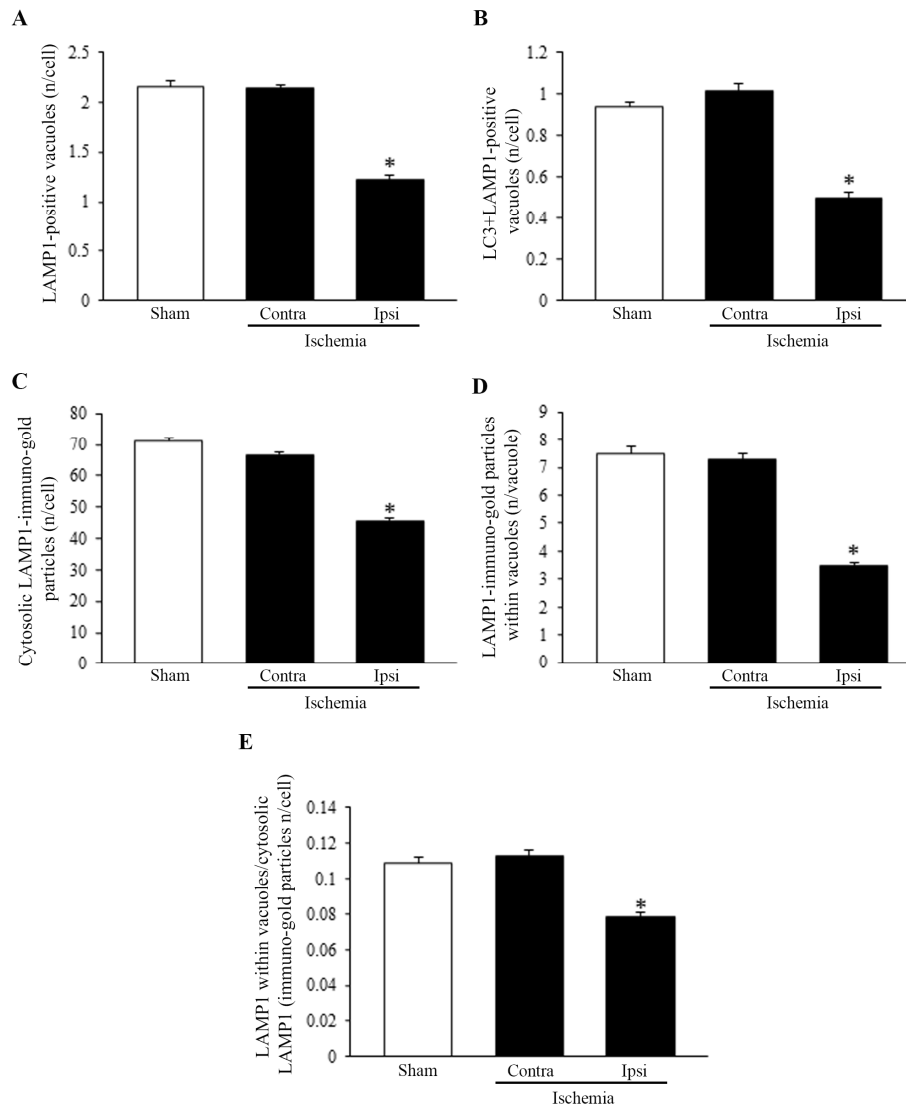 A
LAMP1-positive vacuoles (n/cell)
2.5
2
1.5
1
0.5
0
*
Sham
Contra
Ipsi
Ischemia
B
LC3+LAMP1-positive
vacuoles (n/cell)
1.2
1
0.8
0.6
0.4
0.2
0
*
Sham
Contra
Ipsi
Ischemia
C
Cytosolic LAMP1-immuno-gold
particles (n/cell)
80
70
60
50
40
30
20
10
0
*
Sham
Contra
Ipsi
Ischemia
D
LAMP1-immuno-gold particles
within vacuoles (n/vacuole)
9
8
7
6
5
4
3
2
1
0
*
Sham
Contra
Ipsi
Ischemia
E
LAMP1 within vacuoles/cytosolic
LAMP1 (immuno-gold particles n/cell)
0.14
0.12
0.1
0.08
0.06
0.04
0.02
0
*
Sham
Contra
Ipsi
Ischemia